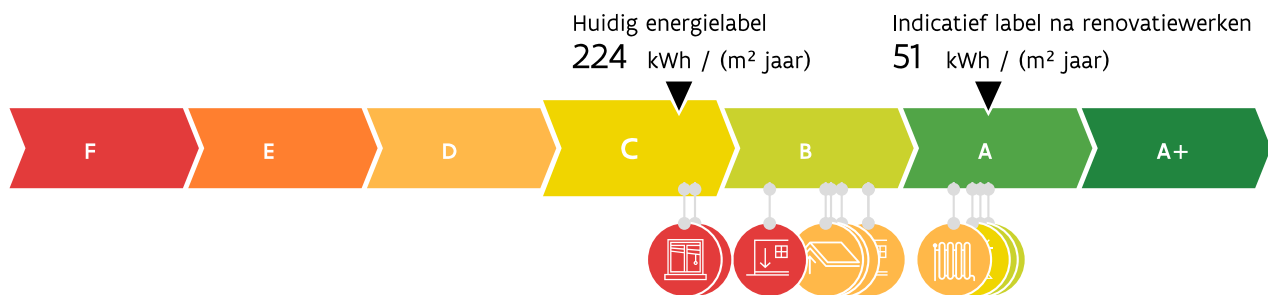 Huidig energielabel
224 kWh / (m² jaar)
Indicatief label na renovatiewerken
51 kWh / (m² jaar)
F E D C B A A+